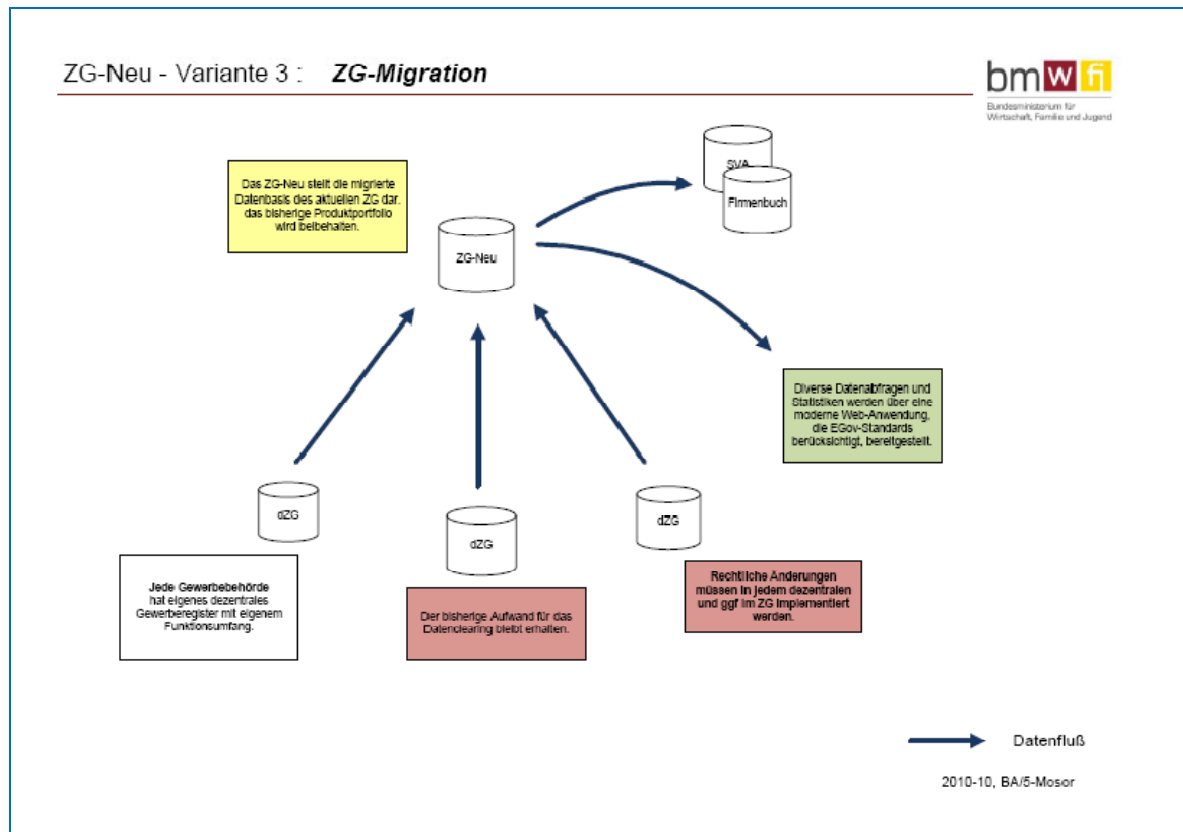 ZG-Neu - Variante 3 : ZG-Migration
bmwfi
Bundesministerium für
Wirtschaft, Familie und Jugend
Das ZG-Neu stellt die migrierte
Datenbasis des aktuellen ZG dar.
das bisherige Produktportfolio
wird beibehalten.
SVA
Firmenbuch
ZG-Neu
Diverse Datenabfragen und
Statistiken werden über eine
moderne Web-Anwendung,
die EGov-Standards
berücksichtigt, bereitgestellt.
dZG
dZG
dZG
Jede Gewerbebehörde
hat eigenes dezentrales
Gewerberegister mit eigenem
Funktionsumfang.
Der bisherige Aufwand für das
Datenclearing bleibt erhalten.
Rechtliche Änderungen
müssen in jedem dezentralen
und ggf im ZG implementiert
werden.
Datenfluß
2010-10, BA/5-Mosor